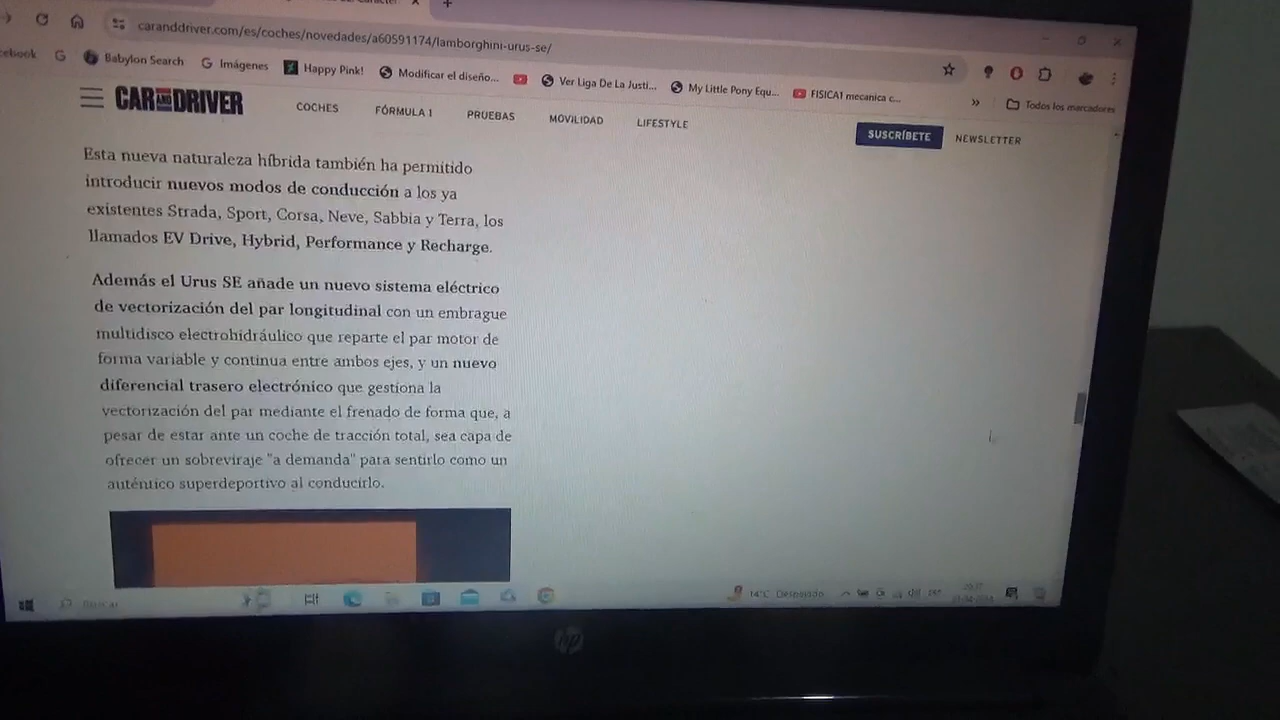 caranddriver.com/es/coches/novedades/a60591174/lamborghini-urus-se/
cebook G Babylon Search G Imágenes Happy Pink! Modificar el diseño... Ver Liga De La Justi... My Little Pony Equ... FISICA1 mecanica c... » Todos los marcadores
CAR AND DRIVER COCHES FÓRMULA 1 PRUEBAS MOVILIDAD LIFESTYLE SUSCRÍBETE NEWSLETTER
Esta nueva naturaleza híbrida también ha permitido
introducir nuevos modos de conducción a los ya
existentes Strada, Sport, Corsa, Neve, Sabbia y Terra, los
llamados EV Drive, Hybrid, Performance y Recharge.
Además el Urus SE añade un nuevo sistema eléctrico
de vectorización del par longitudinal con un embrague
multidisco electrohidráulico que reparte el par motor de
forma variable y continua entre ambos ejes, y un nuevo
diferencial trasero electrónico que gestiona la
vectorización del par mediante el frenado de forma que, a
pesar de estar ante un coche de tracción total, sea capa de
ofrecer un sobreviraje "a demanda" para sentirlo como un
auténtico superdeportivo al conducirlo.
Buscar 14°C Despejado ESP
hp